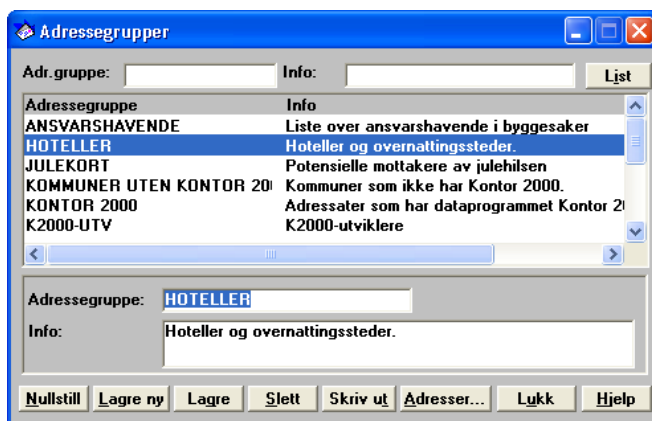 Adressegrupper
Adr.gruppe: Info: List
Adressegruppe Info
ANSVARSHAVENDE Liste over ansvarshavende i byggesaker
HOTELLER Hoteller og overnattingssteder.
JULEKORT Potensielle mottakere av julehilsen
KOMMUNER UTEN KONTOR 20 Kommuner som ikke har Kontor 2000.
KONTOR 2000 Adressater som har dataprogrammet Kontor 2
K2000-UTV K2000-utviklere
Adressegruppe: HOTELLER
Info: Hoteller og overnattingssteder.
Nullstill Lagre ny Lagre Slett Skriv ut Adresser... Lukk Hjelp